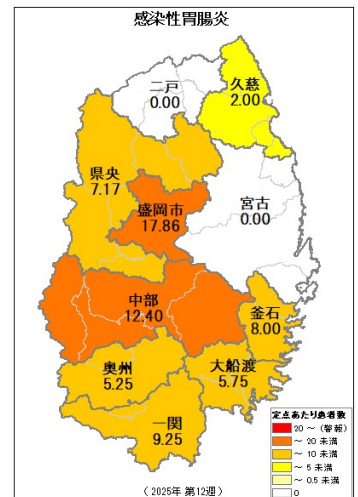 感染性胃腸炎
二戸
0.00
久慈
2.00
県央
7.17
盛岡市
17.86
宮古
0.00
中部
12.40
釜石
8.00
奥州
5.25
大船渡
5.75
一関
9.25
定点あたり患者数
20 ～ (警報)
～ 20 未満
～ 10 未満
～ 5 未満
～ 0.5 未満
0
（ 2025年 第12週 ）